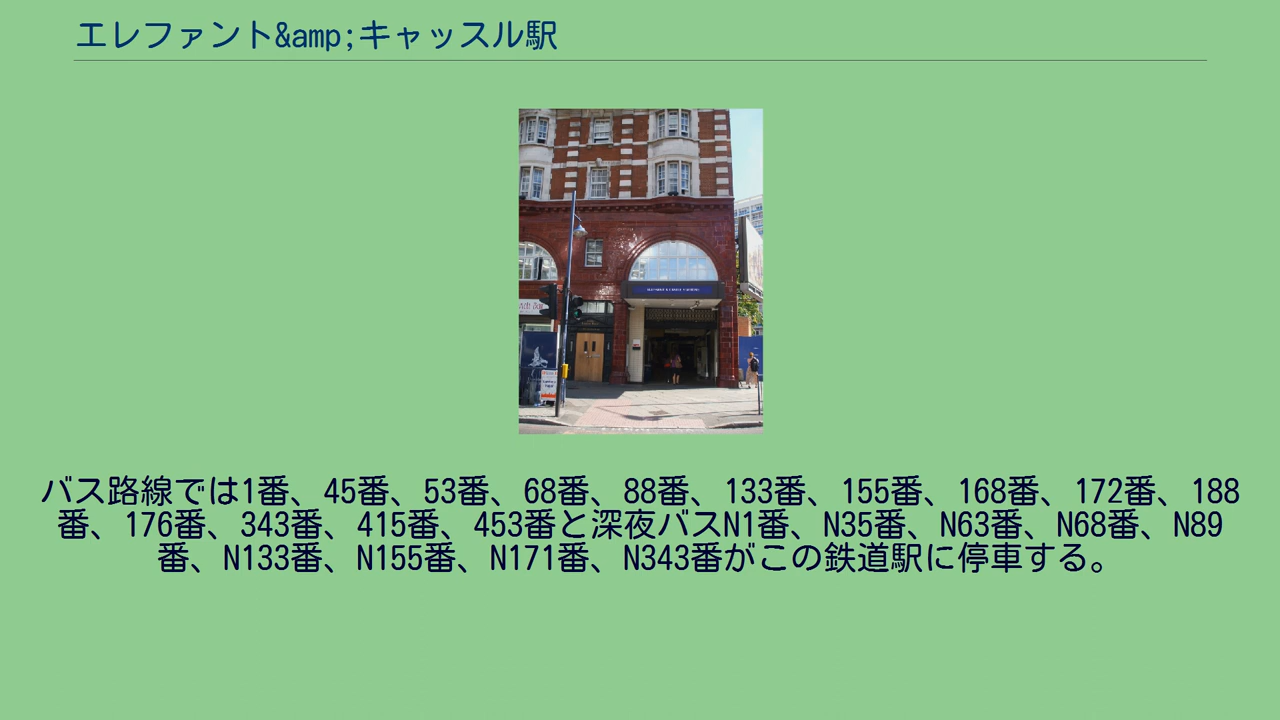 エレファント&amp;キャッスル駅
バス路線では1番、45番、53番、68番、88番、133番、155番、168番、172番、188
番、176番、343番、415番、453番と深夜バスN1番、N35番、N63番、N68番、N89
番、N133番、N155番、N171番、N343番がこの鉄道駅に停車する。